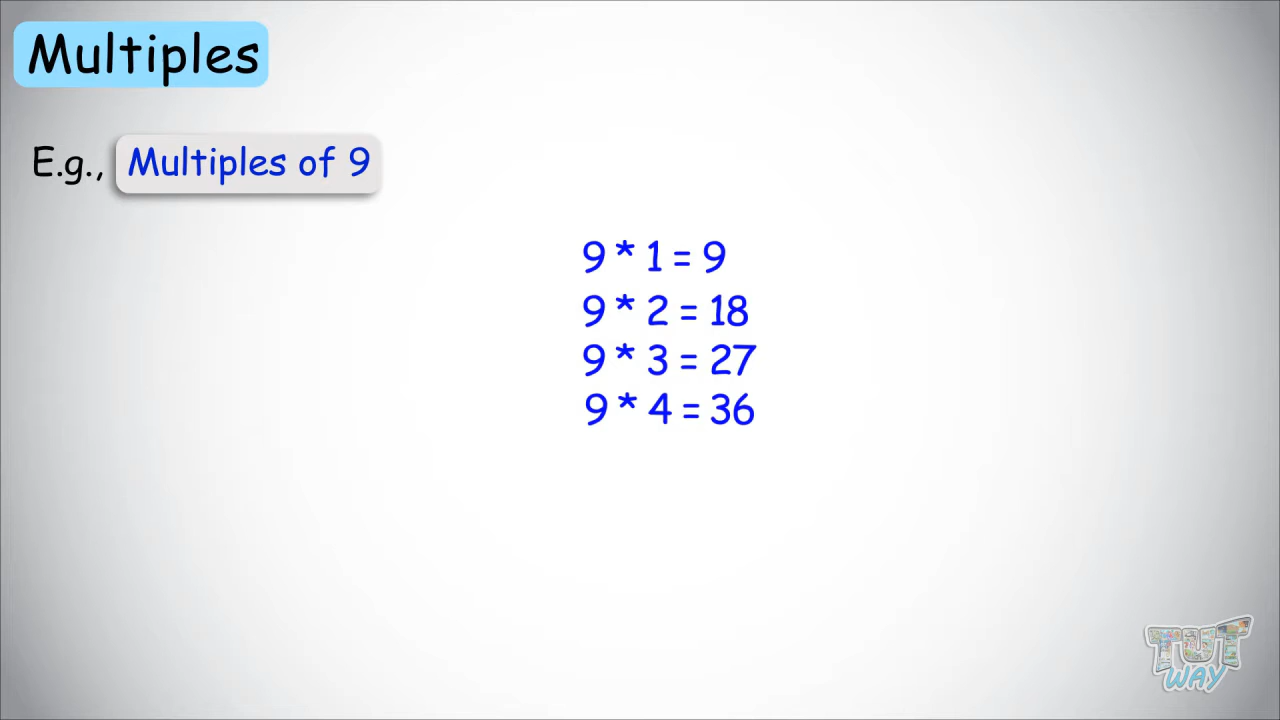 Multiples
E.g., Multiples of 9
9 * 1 = 9
9 * 2 = 18
9 * 3 = 27
9 * 4 = 36
TUT
WAY